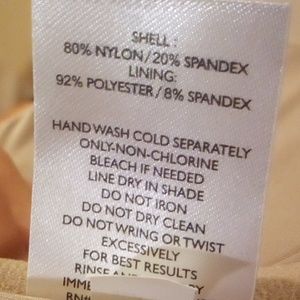 SHELL :
80% NYLON/20% SPANDEX
LINING:
92% POLYESTER/8% SPANDEX
HAND WASH COLD SEPARATELY
ONLY-NON-CHLORINE
BLEACH IF NEEDED
LINE DRY IN SHADE
DO NOT IRON
DO NOT DRY CLEAN
DO NOT WRING OR TWIST
EXCESSIVELY
FOR BEST RESULTS
RINSE AND